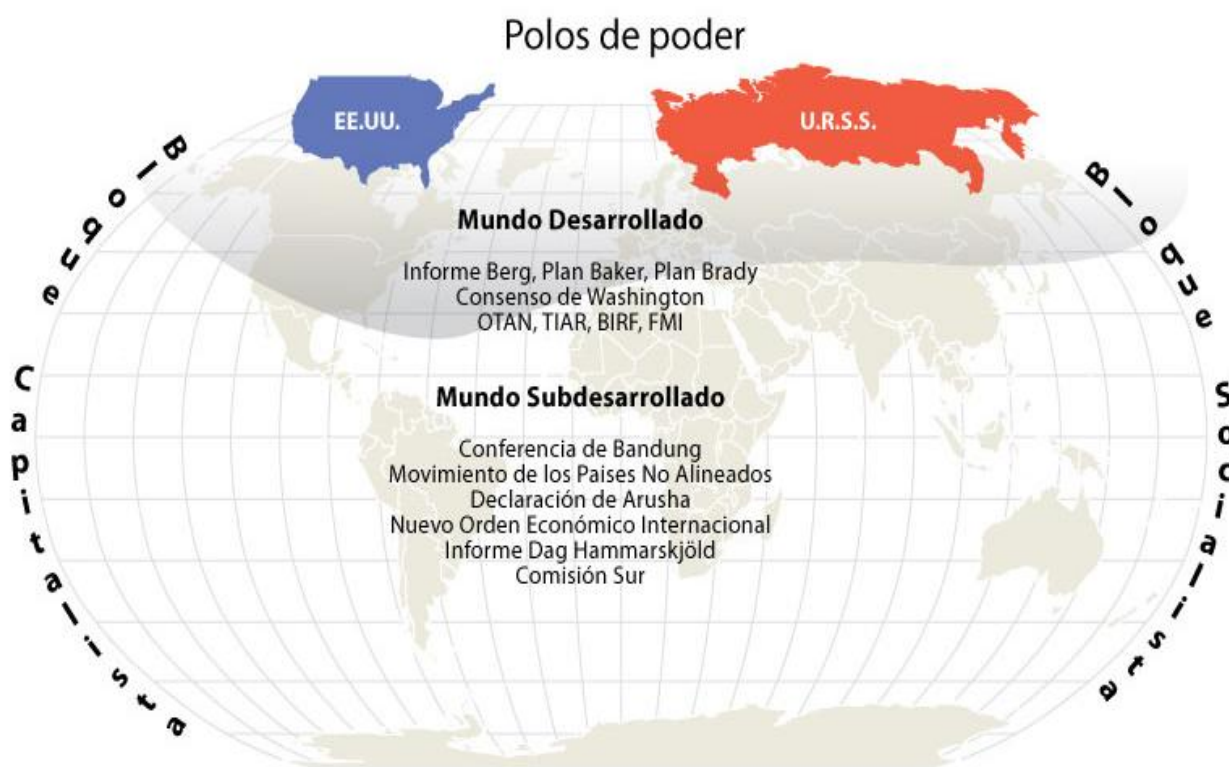 Polos de poder
EE.UU.
U.R.S.S.
Bloque Capitalista
Bloque Socialista
Mundo Desarrollado
Informe Berg, Plan Baker, Plan Brady
Consenso de Washington
OTAN, TIAR, BIRF, FMI
Mundo Subdesarrollado
Conferencia de Bandung
Movimiento de los Paises No Alineados
Declaración de Arusha
Nuevo Orden Económico Internacional
Informe Dag Hammarskjöld
Comisión Sur